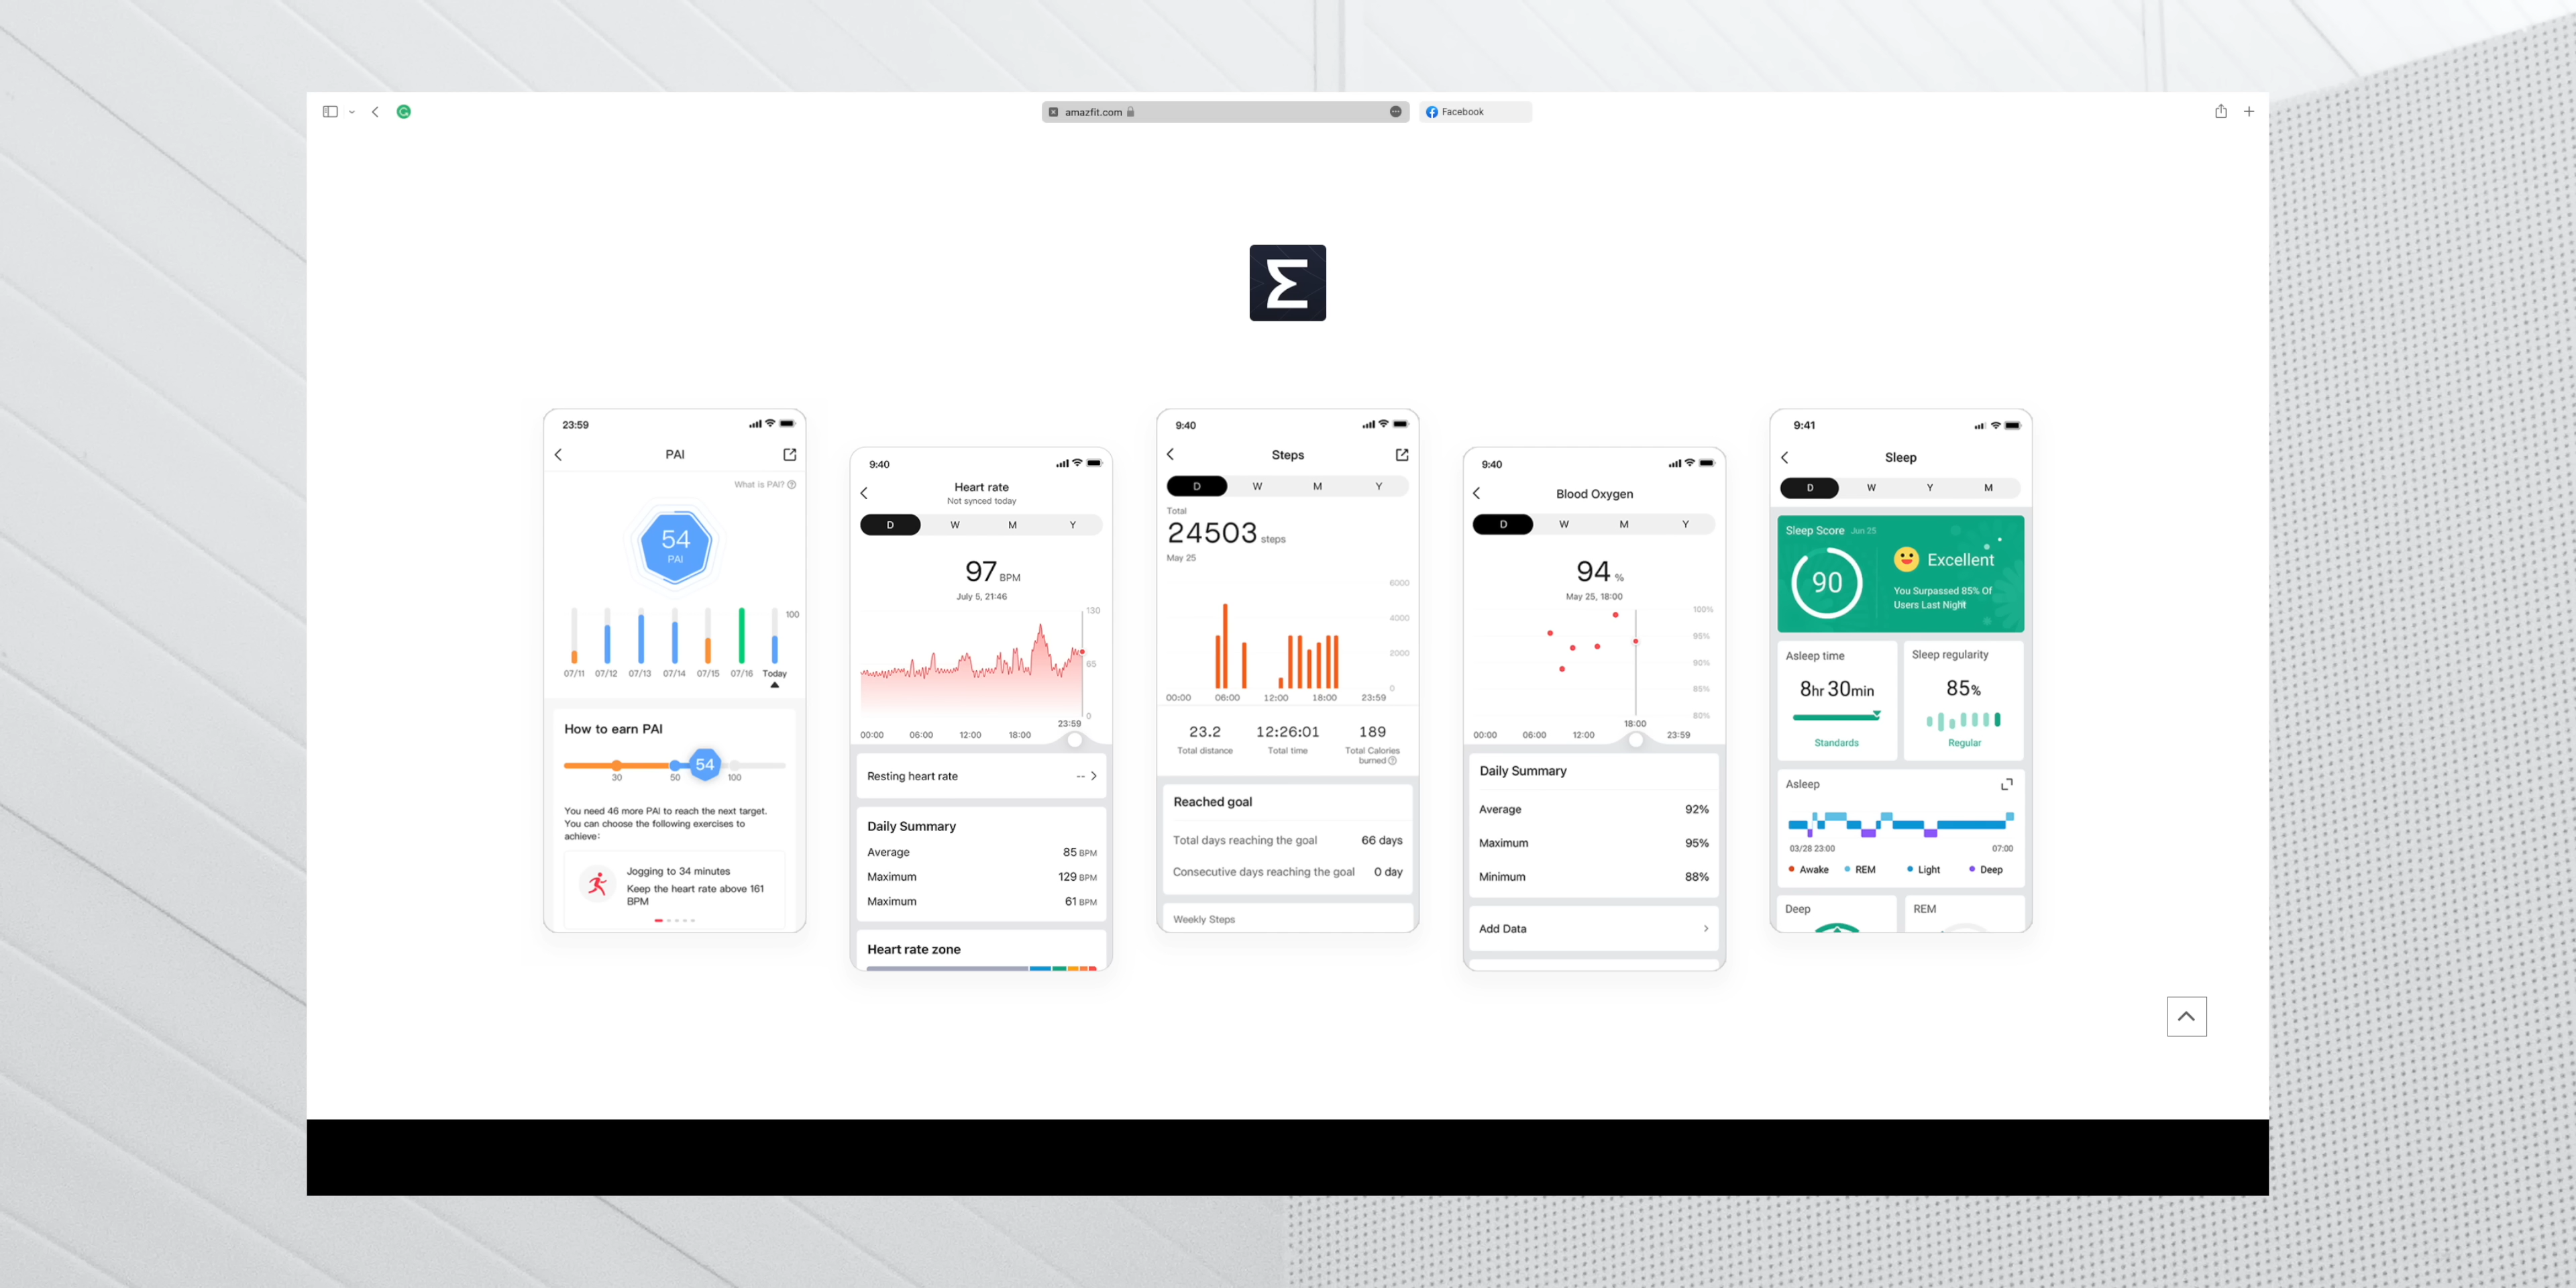 amazfit.com
Facebook
23:59
PAI
What is PAI?
54
PAI
100
07/11 07/12 07/13 07/14 07/15 07/16 Today
How to earn PAI
54
30 50 100
You need 46 more PAI to reach the next target.
You can choose the following exercises to
achieve:
Jogging to 34 minutes
Keep the heart rate above 161
BPM
9:40
Heart rate
Not synced today
D W M Y
97 BPM
July 5, 21:46
130
65
0
23:59
00:00 06:00 12:00 18:00
Resting heart rate --
Daily Summary
Average 85 BPM
Maximum 129 BPM
Maximum 61 BPM
Heart rate zone
9:40
Steps
D W M Y
Total
24503 steps
May 25
6000
4000
2000
0
00:00 06:00 12:00 18:00 23:59
23.2 12:26:01 189
Total distance Total time Total Calories
burned
Reached goal
Total days reaching the goal 66 days
Consecutive days reaching the goal 0 day
Weekly Steps
9:40
Blood Oxygen
D W M Y
94 %
May 25, 18:00
100%
95%
90%
85%
80%
18:00
00:00 06:00 12:00 23:59
Daily Summary
Average 92%
Maximum 95%
Minimum 88%
Add Data
9:41
Sleep
D W Y M
Sleep Score Jun 25
90
Excellent
You Surpassed 85% Of
Users Last Night
Asleep time
8hr 30min
Standards
Sleep regularity
85%
Regular
Asleep
03/28 23:00 07:00
Awake REM Light Deep
Deep
REM